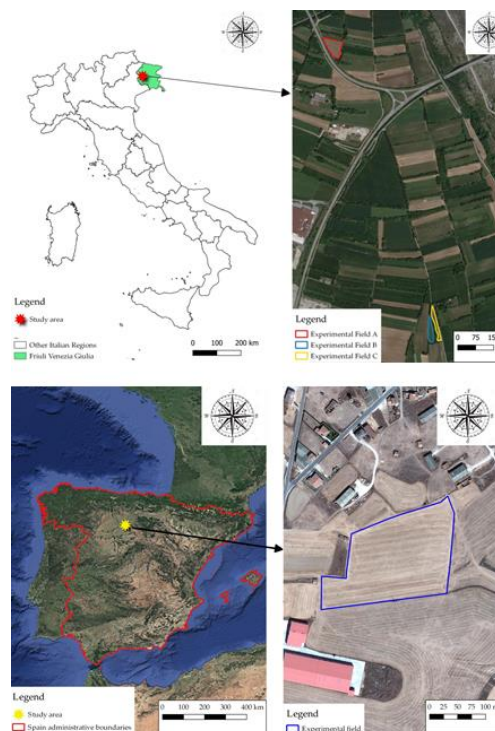 Legend
Study area
Other Italian Regions
Friuli Venezia Giulia
0 100 200 km
Legend
Experimental Field A
Experimental Field B
Experimental Field C
0 75 15
Legend
Study area
Spain administrative boundaries
0 100 200 300 400 km
Legend
Experimental field
0 25 50 75 100 m